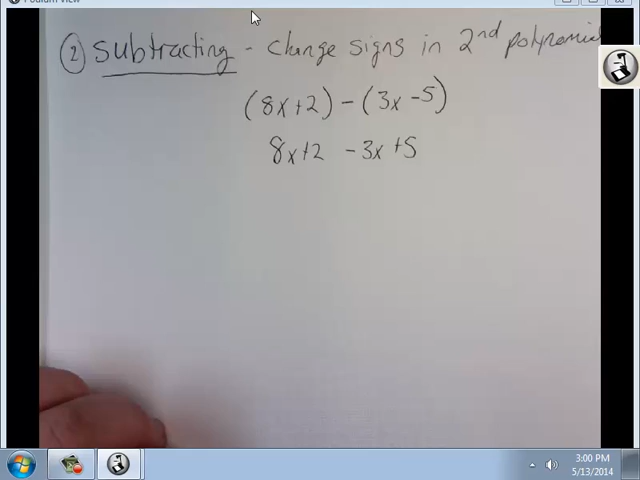 ② Subtracting - change signs in 2nd polynomial
(8x+2) - (3x-5)
8x+2 -3x+5
3:00 PM
5/13/2014